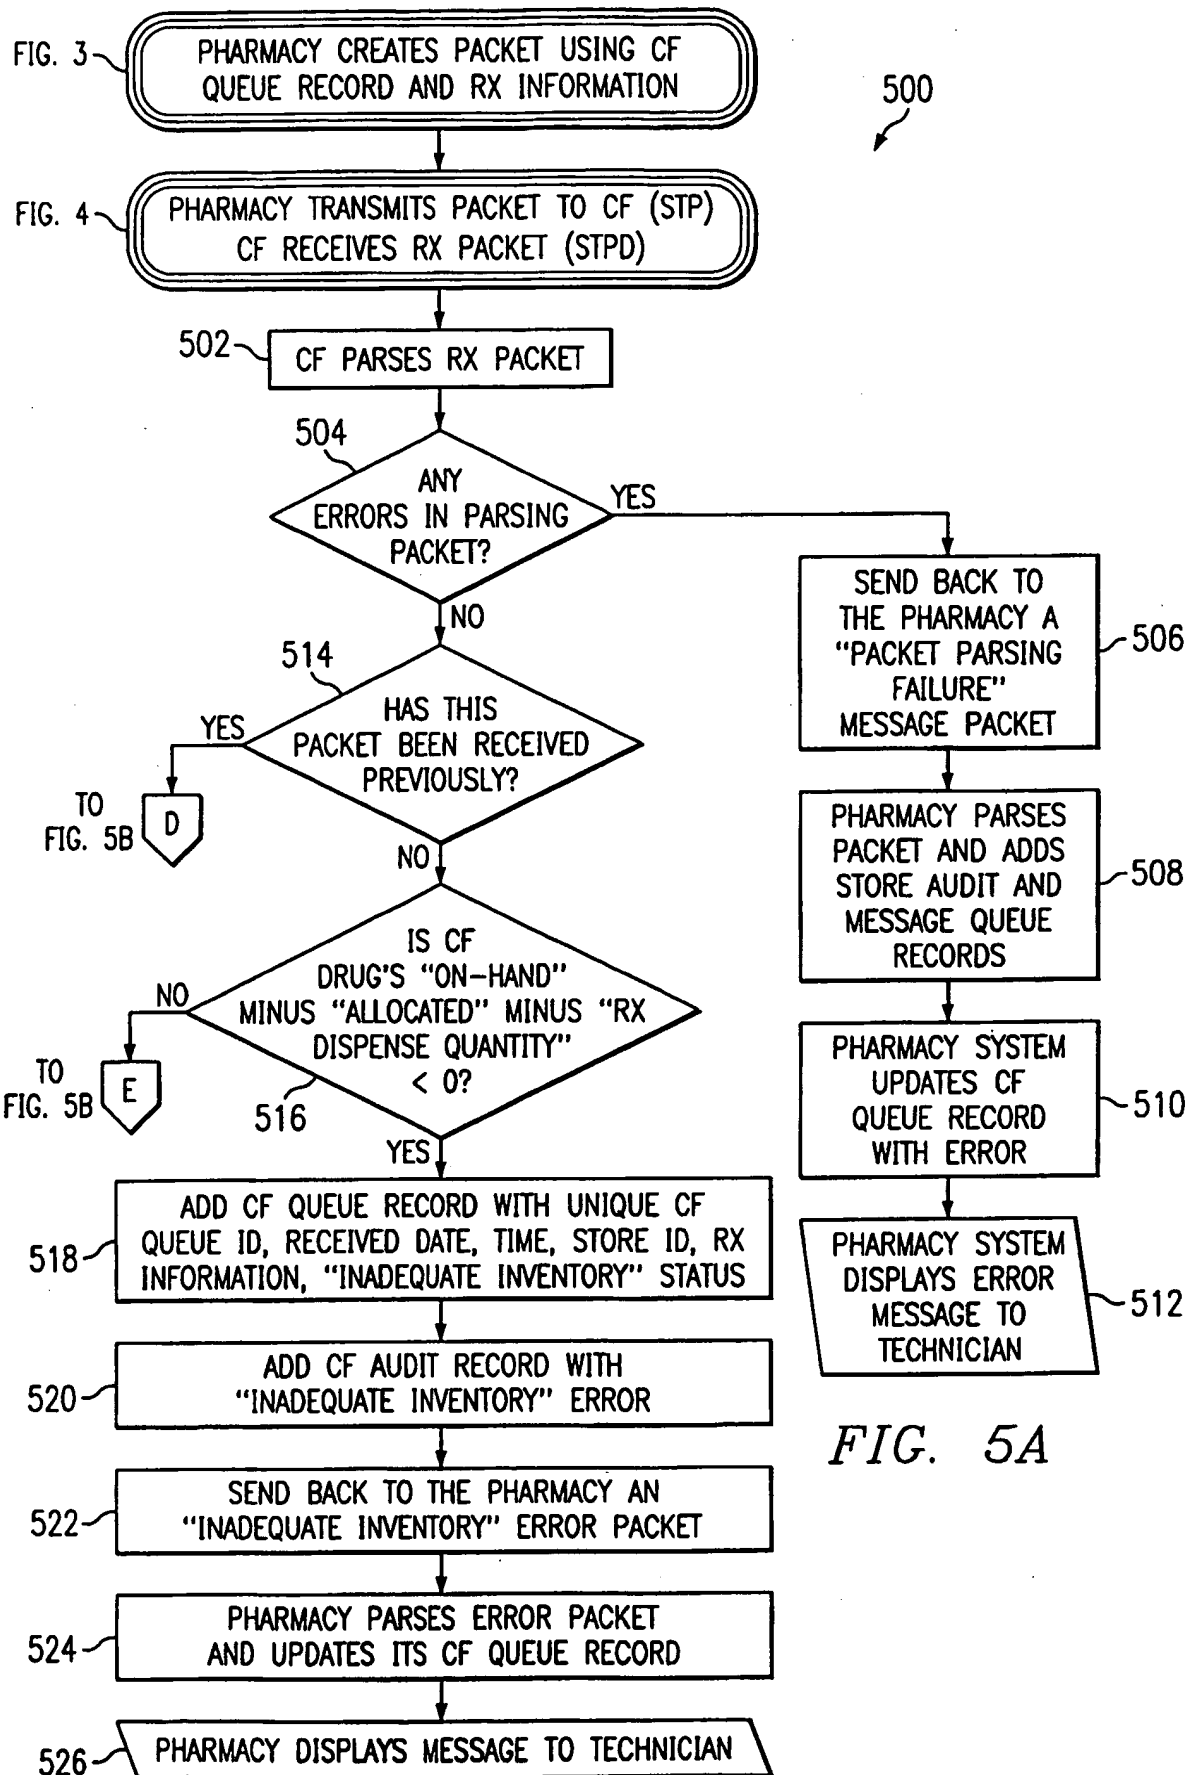 FIG. 3
PHARMACY CREATES PACKET USING CF
QUEUE RECORD AND RX INFORMATION
500
FIG. 4
PHARMACY TRANSMITS PACKET TO CF (STP)
CF RECEIVES RX PACKET (STPD)
502
CF PARSES RX PACKET
504
ANY
ERRORS IN PARSING
PACKET?
YES
NO
SEND BACK TO
THE PHARMACY A
"PACKET PARSING
FAILURE"
MESSAGE PACKET
506
514
HAS THIS
PACKET BEEN RECEIVED
PREVIOUSLY?
YES
TO
FIG. 5B
D
NO
PHARMACY PARSES
PACKET AND ADDS
STORE AUDIT AND
MESSAGE QUEUE
RECORDS
508
IS CF
DRUG'S "ON-HAND"
MINUS "ALLOCATED" MINUS "RX
DISPENSE QUANTITY"
< 0?
516
NO
TO
FIG. 5B
E
YES
PHARMACY SYSTEM
UPDATES CF
QUEUE RECORD
WITH ERROR
510
PHARMACY SYSTEM
DISPLAYS ERROR
MESSAGE TO
TECHNICIAN
512
518
ADD CF QUEUE RECORD WITH UNIQUE CF
QUEUE ID, RECEIVED DATE, TIME, STORE ID, RX
INFORMATION, "INADEQUATE INVENTORY" STATUS
520
ADD CF AUDIT RECORD WITH
"INADEQUATE INVENTORY" ERROR
522
SEND BACK TO THE PHARMACY AN
"INADEQUATE INVENTORY" ERROR PACKET
524
PHARMACY PARSES ERROR PACKET
AND UPDATES ITS CF QUEUE RECORD
526
PHARMACY DISPLAYS MESSAGE TO TECHNICIAN
FIG. 5A